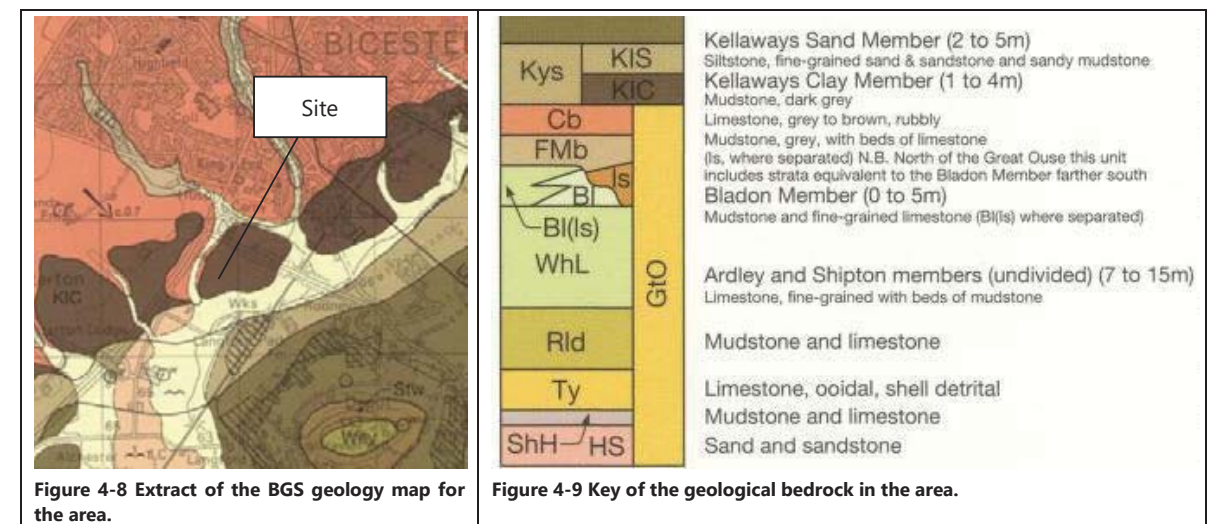 BICESTE
Highfield
Site
King's End
KIC
Wks
Stw
Wey
Figure 4-8 Extract of the BGS geology map for
the area.
Kys
KIS
KIC
Cb
FMb
ls
Bl
Bl(ls)
WhL
GtO
Rld
Ty
ShH
HS
Kellaways Sand Member (2 to 5m)
Siltstone, fine-grained sand & sandstone and sandy mudstone
Kellaways Clay Member (1 to 4m)
Mudstone, dark grey
Limestone, grey to brown, rubbly
Mudstone, grey, with beds of limestone
(ls, where separated) N.B. North of the Great Ouse this unit
includes strata equivalent to the Bladon Member farther south
Bladon Member (0 to 5m)
Mudstone and fine-grained limestone (Bl(ls) where separated)
Ardley and Shipton members (undivided) (7 to 15m)
Limestone, fine-grained with beds of mudstone
Mudstone and limestone
Limestone, ooidal, shell detrital
Mudstone and limestone
Sand and sandstone
Figure 4-9 Key of the geological bedrock in the area.